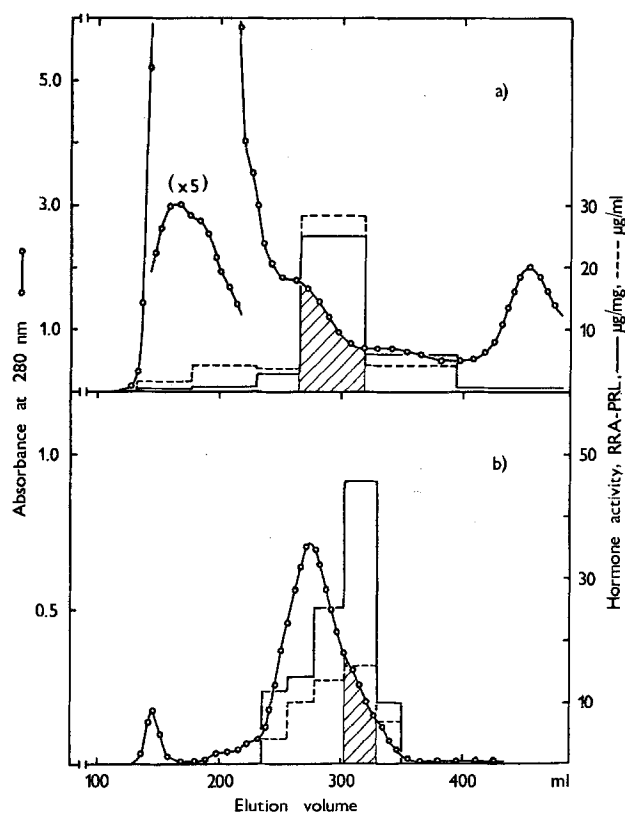 a)
5.0
(x5)
3.0
30
20
1.0
10
b)
1.0
50
0.5
30
10
100
200
300
400
ml
Elution volume
Absorbance at 280 nm
Hormone activity, RRA-PRL, µg/mg, µg/ml